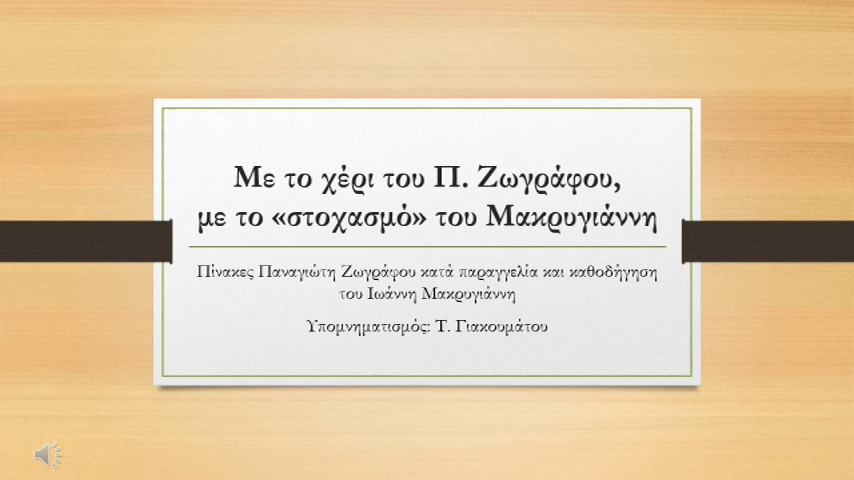 Με το χέρι του Π. Ζωγράφου,
με το «στοχασμό» του Μακρυγιάννη
Πίνακες Παναγιώτη Ζωγράφου κατά παραγγελία και καθοδήγηση
του Ιωάννη Μακρυγιάννη
Υπομνηματισμός: Τ. Γιακουμάτου